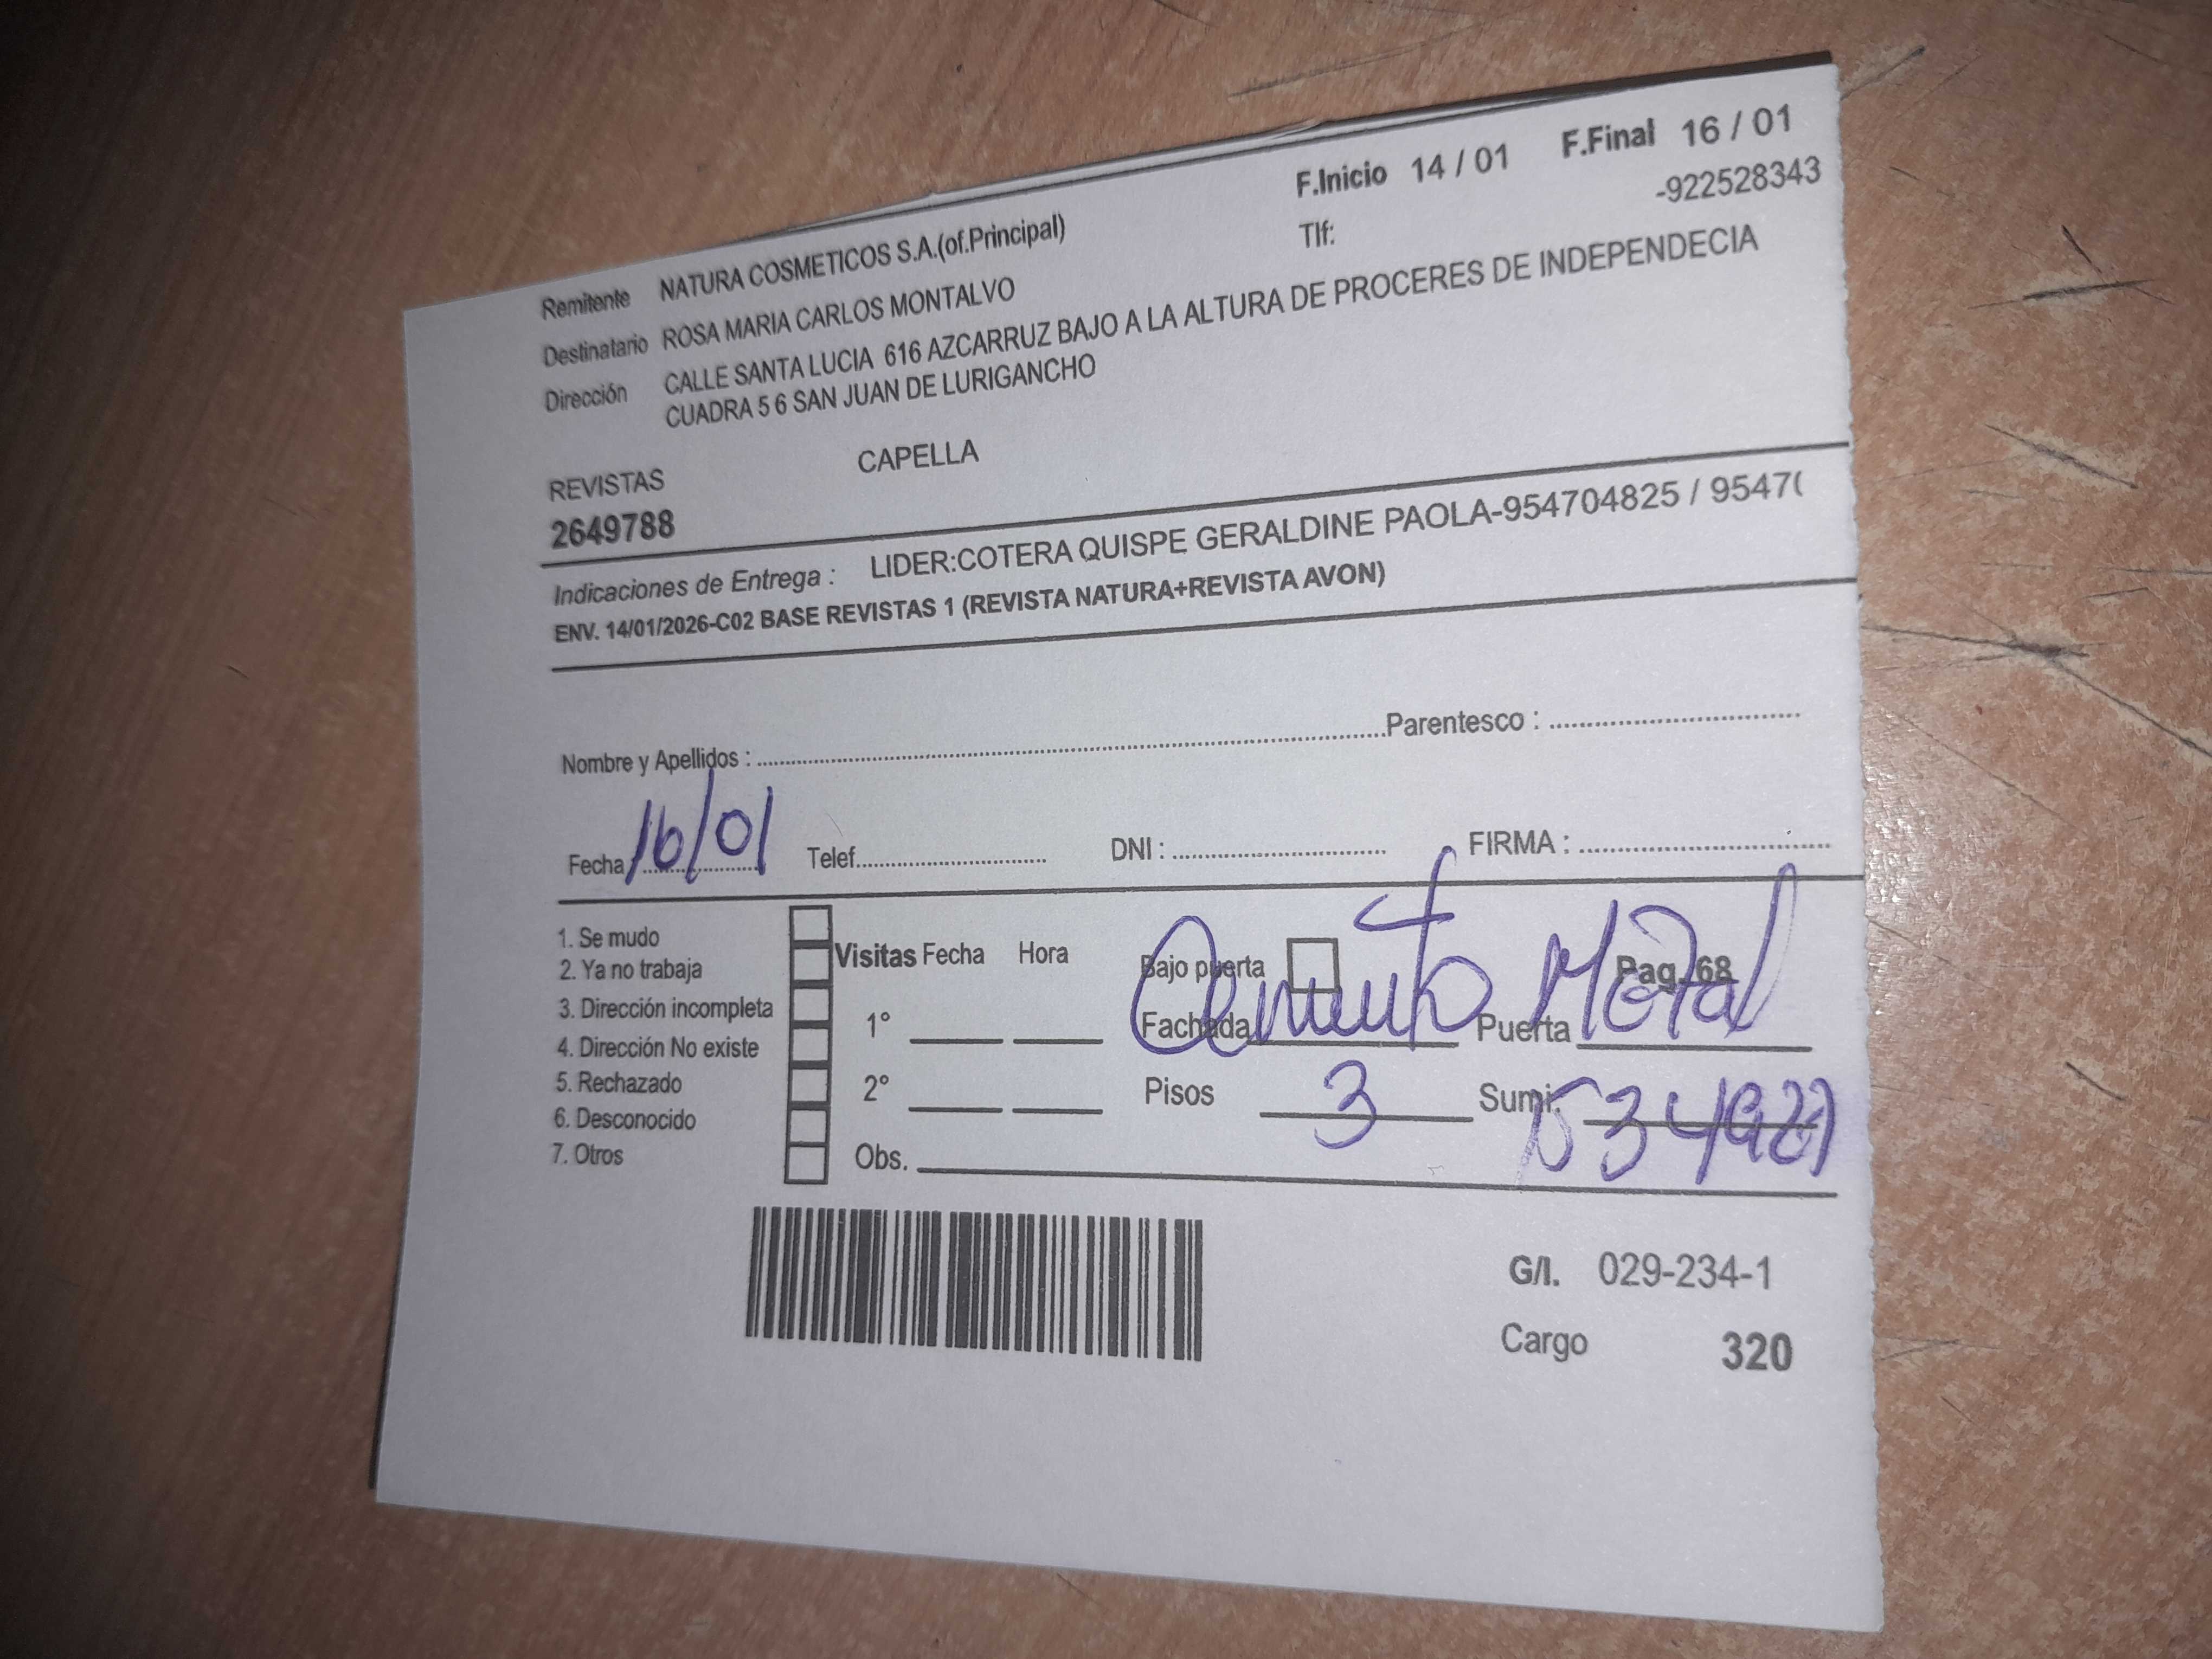 F.Inicio 14 / 01 F.Final 16 / 01
Remitente NATURA COSMETICOS S.A.(of.Principal) Tlf: -922528343
Destinatario ROSA MARIA CARLOS MONTALVO
Dirección CALLE SANTA LUCIA 616 AZCARRUZ BAJO A LA ALTURA DE PROCERES DE INDEPENDECIA
CUADRA 5 6 SAN JUAN DE LURIGANCHO
REVISTAS CAPELLA
2649788
Indicaciones de Entrega : LIDER:COTERA QUISPE GERALDINE PAOLA-954704825 / 9547(
ENV. 14/01/2026-C02 BASE REVISTAS 1 (REVISTA NATURA+REVISTA AVON)
Nombre y Apellidos : Parentesco :
Fecha 16/01 Telef. DNI : FIRMA :
1. Se mudo
2. Ya no trabaja
3. Dirección incompleta
4. Dirección No existe
5. Rechazado
6. Desconocido
7. Otros
Visitas Fecha Hora
1°
2°
Obs.
Bajo puerta Pag. 68
Fachada Cemento Puerta Metal
Pisos 3 Sumi.
G/I. 029-234-1
Cargo 320